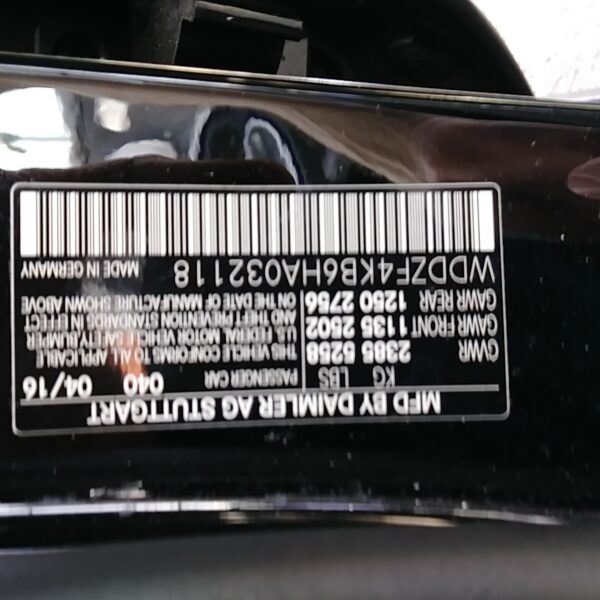 MFD BY DAIMLER AG STUTTGART
KG LBS PASSENGER CAR 040 04/16
GVWR 2385 5258 THIS VEHICLE CONFORMS TO ALL APPLICABLE
GAWR FRONT 1135 2502 U.S. FEDERAL MOTOR VEHICLE SAFETY, BUMPER
GAWR REAR 1250 2756 AND THEFT PREVENTION STANDARDS IN EFFECT
ON THE DATE OF MANUFACTURE SHOWN ABOVE
WDDZF4KB6HA032118 MADE IN GERMANY